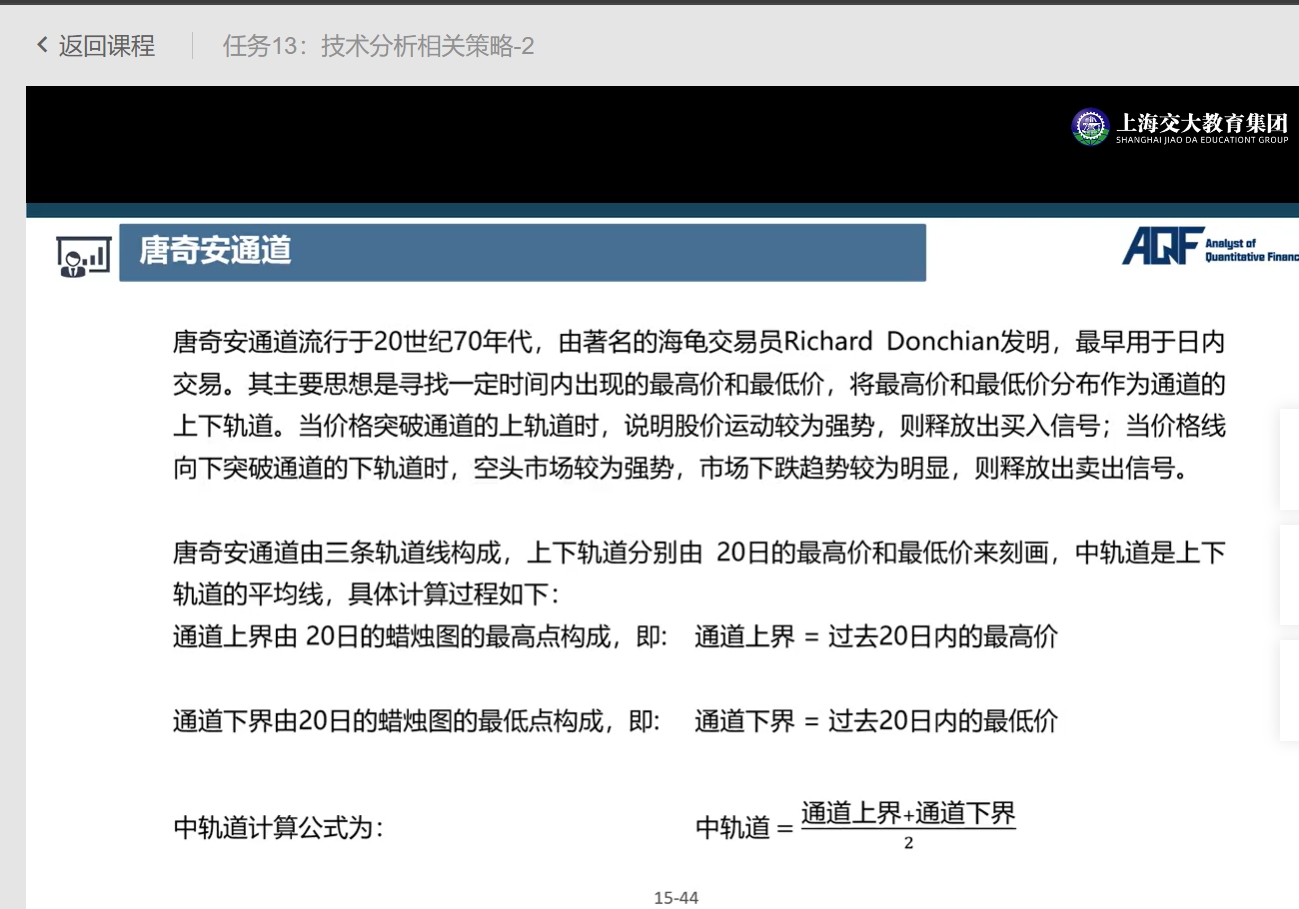 返回课程
任务13：技术分析相关策略-2
上海交大教育集团
SHANGHAI JIAO DA EDUCATIONT GROUP
唐奇安通道
AQF Analyst of
Quantitative Financ
唐奇安通道流行于20世纪70年代，由著名的海龟交易员Richard Donchian发明，最早用于日内
交易。其主要思想是寻找一定时间内出现的最高价和最低价，将最高价和最低价分布作为通道的
上下轨道。当价格突破通道的上轨道时，说明股价运动较为强势，则释放出买入信号；当价格线
向下突破通道的下轨道时，空头市场较为强势，市场下跌趋势较为明显，则释放出卖出信号。
唐奇安通道由三条轨道线构成，上下轨道分别由 20日的最高价和最低价来刻画，中轨道是上下
轨道的平均线，具体计算过程如下：
通道上界由 20日的蜡烛图的最高点构成，即： 通道上界 = 过去20日内的最高价
通道下界由20日的蜡烛图的最低点构成，即： 通道下界 = 过去20日内的最低价
中轨道计算公式为： 中轨道 = 通道上界+通道下界
2
15-44